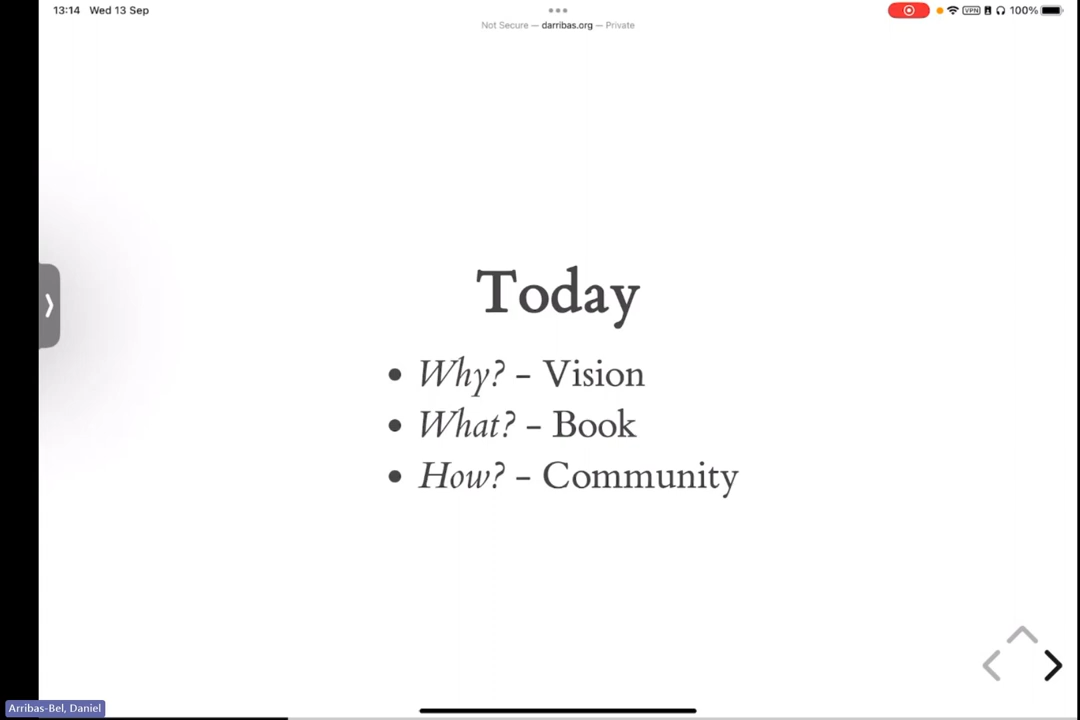 13:14 Wed 13 Sep
VPN 100%
Not Secure — darribas.org — Private
Today
Why? – Vision
What? – Book
How? – Community
Arribas-Bel, Daniel